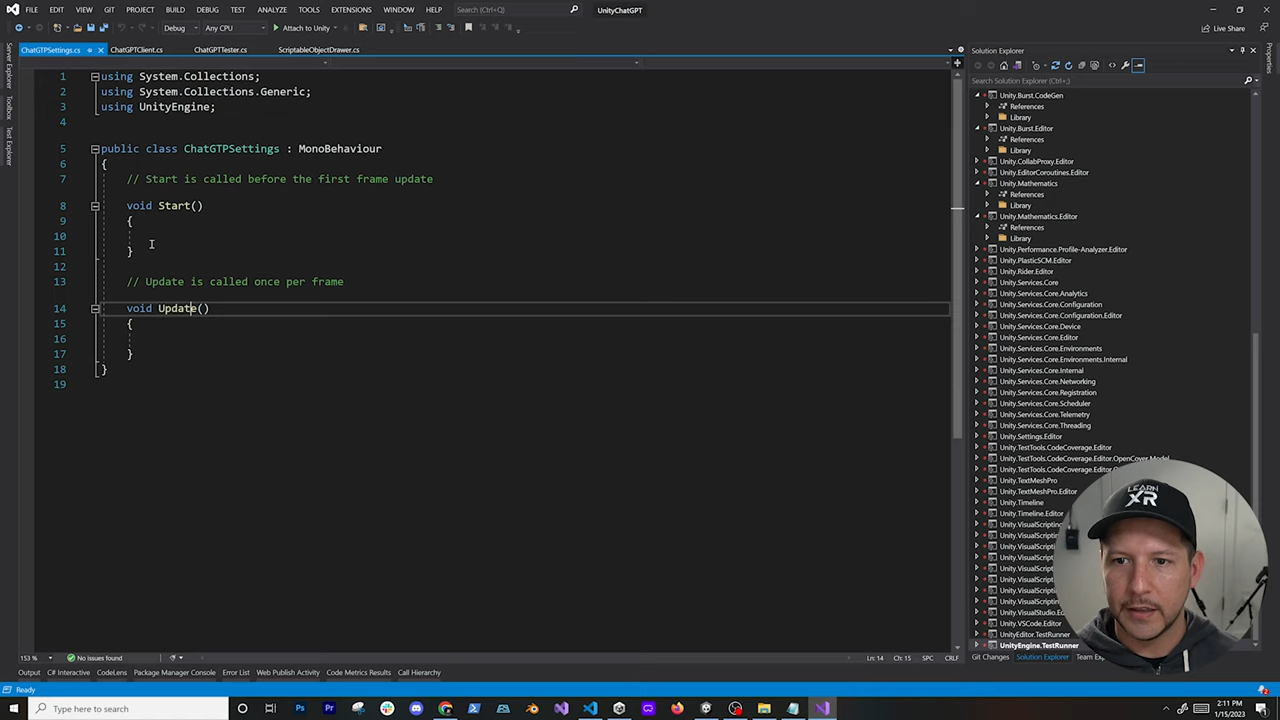 FILE EDIT VIEW GIT PROJECT BUILD DEBUG TEST ANALYZE TOOLS EXTENSIONS WINDOW HELP Search (Ctrl+;) UnityChatGPT
Debug Any CPU Attach to Unity Live Share
ChatGTPSettings.cs ChatGPTClient.cs ChatGPTTester.cs ScriptableObjectDrawer.cs
Server Explorer
Toolbox
Test Explorer
1 using System.Collections;
2 using System.Collections.Generic;
3 using UnityEngine;
4
5 public class ChatGTPSettings : MonoBehaviour
6 {
7 // Start is called before the first frame update
8 void Start()
9 {
10
11 }
12
13 // Update is called once per frame
14 void Update()
15 {
16
17 }
18 }
19
153 % No issues found Ln: 14 Ch: 15 SPC CRLF
Output C# Interactive CodeLens Error List Web Publish Activity Package Manager Console Code Metrics Results Call Hierarchy
Solution Explorer
Search Solution Explorer (Ctrl+;)
Unity.Burst.CodeGen
References
Library
Unity.Burst.Editor
References
Library
Unity.CollabProxy.Editor
Unity.EditorCoroutines.Editor
Unity.Mathematics
References
Library
Unity.Mathematics.Editor
References
Library
Unity.Performance.Profile-Analyzer.Editor
Unity.PlasticSCM.Editor
Unity.Rider.Editor
Unity.Services.Core
Unity.Services.Core.Analytics
Unity.Services.Core.Configuration
Unity.Services.Core.Configuration.Editor
Unity.Services.Core.Device
Unity.Services.Core.Editor
Unity.Services.Core.Environments
Unity.Services.Core.Environments.Internal
Unity.Services.Core.Internal
Unity.Services.Core.Networking
Unity.Services.Core.Registration
Unity.Services.Core.Scheduler
Unity.Services.Core.Telemetry
Unity.Services.Core.Threading
Unity.Settings.Editor
Unity.TestTools.CodeCoverage.Editor
Unity.TestTools.CodeCoverage.Editor.OpenCover.Model
Unity.TextMeshPro
Unity.TextMeshPro.Editor
Unity.Timeline
Unity.Timeline.Editor
Unity.VisualScripting
Unity.VisualScripting
Unity.VisualScripting
Unity.VisualScripting
Unity.VisualScripting
Unity.VisualScripting
Unity.VisualScripting
Unity.VisualScripting
Unity.VisualStudio.Editor
Unity.VSCode.Editor
UnityEditor.TestRunner
UnityEngine.TestRunner
Git Changes Solution Explorer Team Exp
Properties
LEARN
XR
Ready 2
Type here to search 2:11 PM
1/15/2023